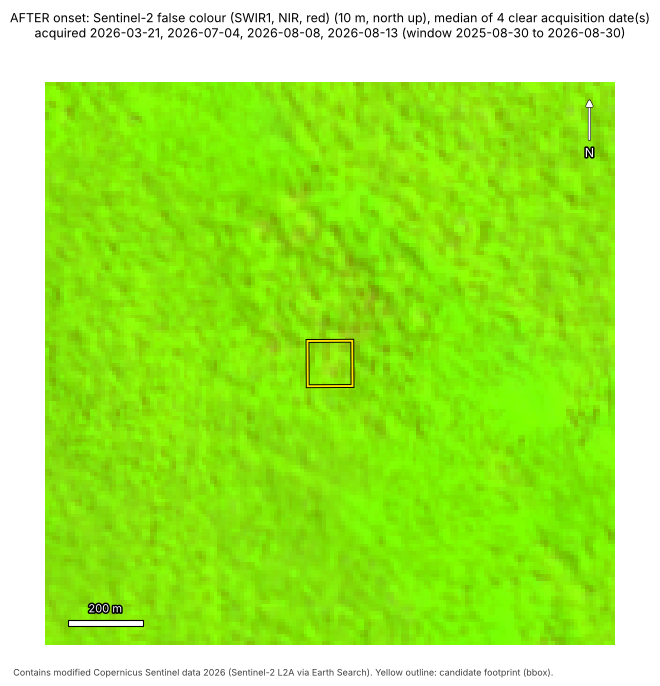 AFTER onset: Sentinel-2 false colour (SWIR1, NIR, red) (10 m, north up), median of 4 clear acquisition date(s)
acquired 2026-03-21, 2026-07-04, 2026-08-08, 2026-08-13 (window 2025-08-30 to 2026-08-30)
N
200 m
Contains modified Copernicus Sentinel data 2026 (Sentinel-2 L2A via Earth Search). Yellow outline: candidate footprint (bbox).